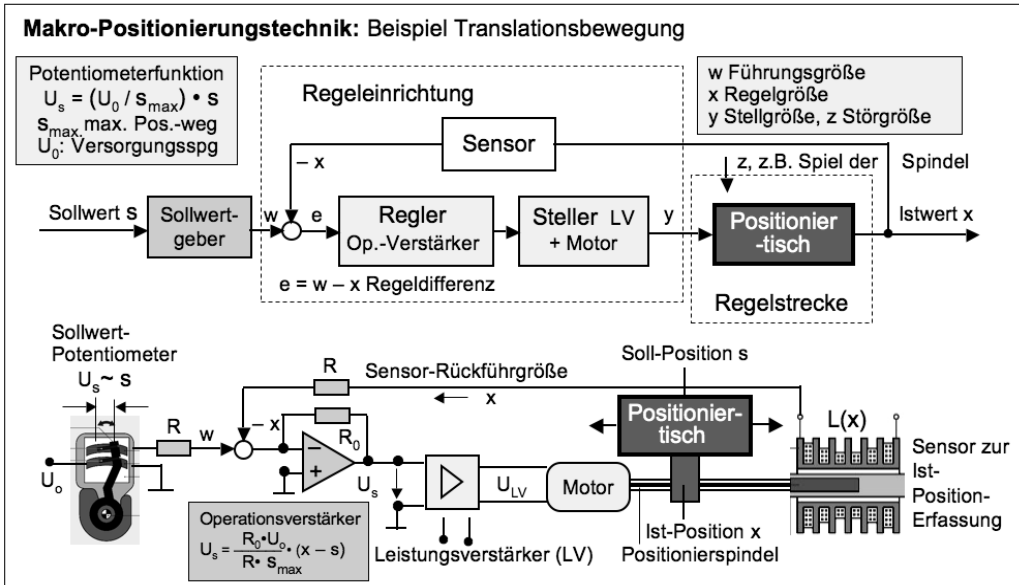 Makro-Positionierungstechnik: Beispiel Translationsbewegung
Potentiometerfunktion
U_s = (U_0 / s_max) • s
s_max. max. Pos.-weg
U_0: Versorgungsspg
Regeleinrichtung
w Führungsgröße
x Regelgröße
y Stellgröße, z Störgröße
Sensor
– x
z, z.B. Spiel der Spindel
Sollwert s
Sollwert-
geber
w
e
Regler
Op.-Verstärker
Steller LV
+ Motor
y
Positionier
-tisch
Istwert x
e = w – x Regeldifferenz
Regelstrecke
Sollwert-
Potentiometer
U_s ~ s
R
Sensor-Rückführgröße
x
Soll-Position s
Positionier-
tisch
L(x)
Sensor zur
Ist-
Position-
Erfassung
U_o
R
w
– x
R_0
–
+
U_s
U_LV
Motor
Ist-Position x
Positionierspindel
Leistungsverstärker (LV)
Operationsverstärker
U_s = R_0•U_o / R• s_max • (x – s)